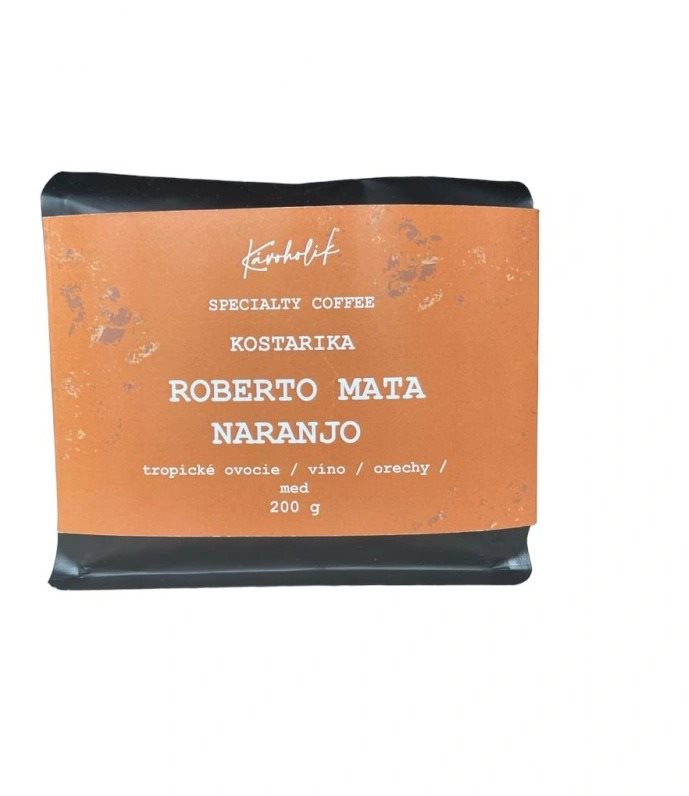 Kávoholik
SPECIALTY COFFEE
KOSTARIKA
ROBERTO MATA
NARANJO
tropické ovocie / víno / orechy /
med
200 g